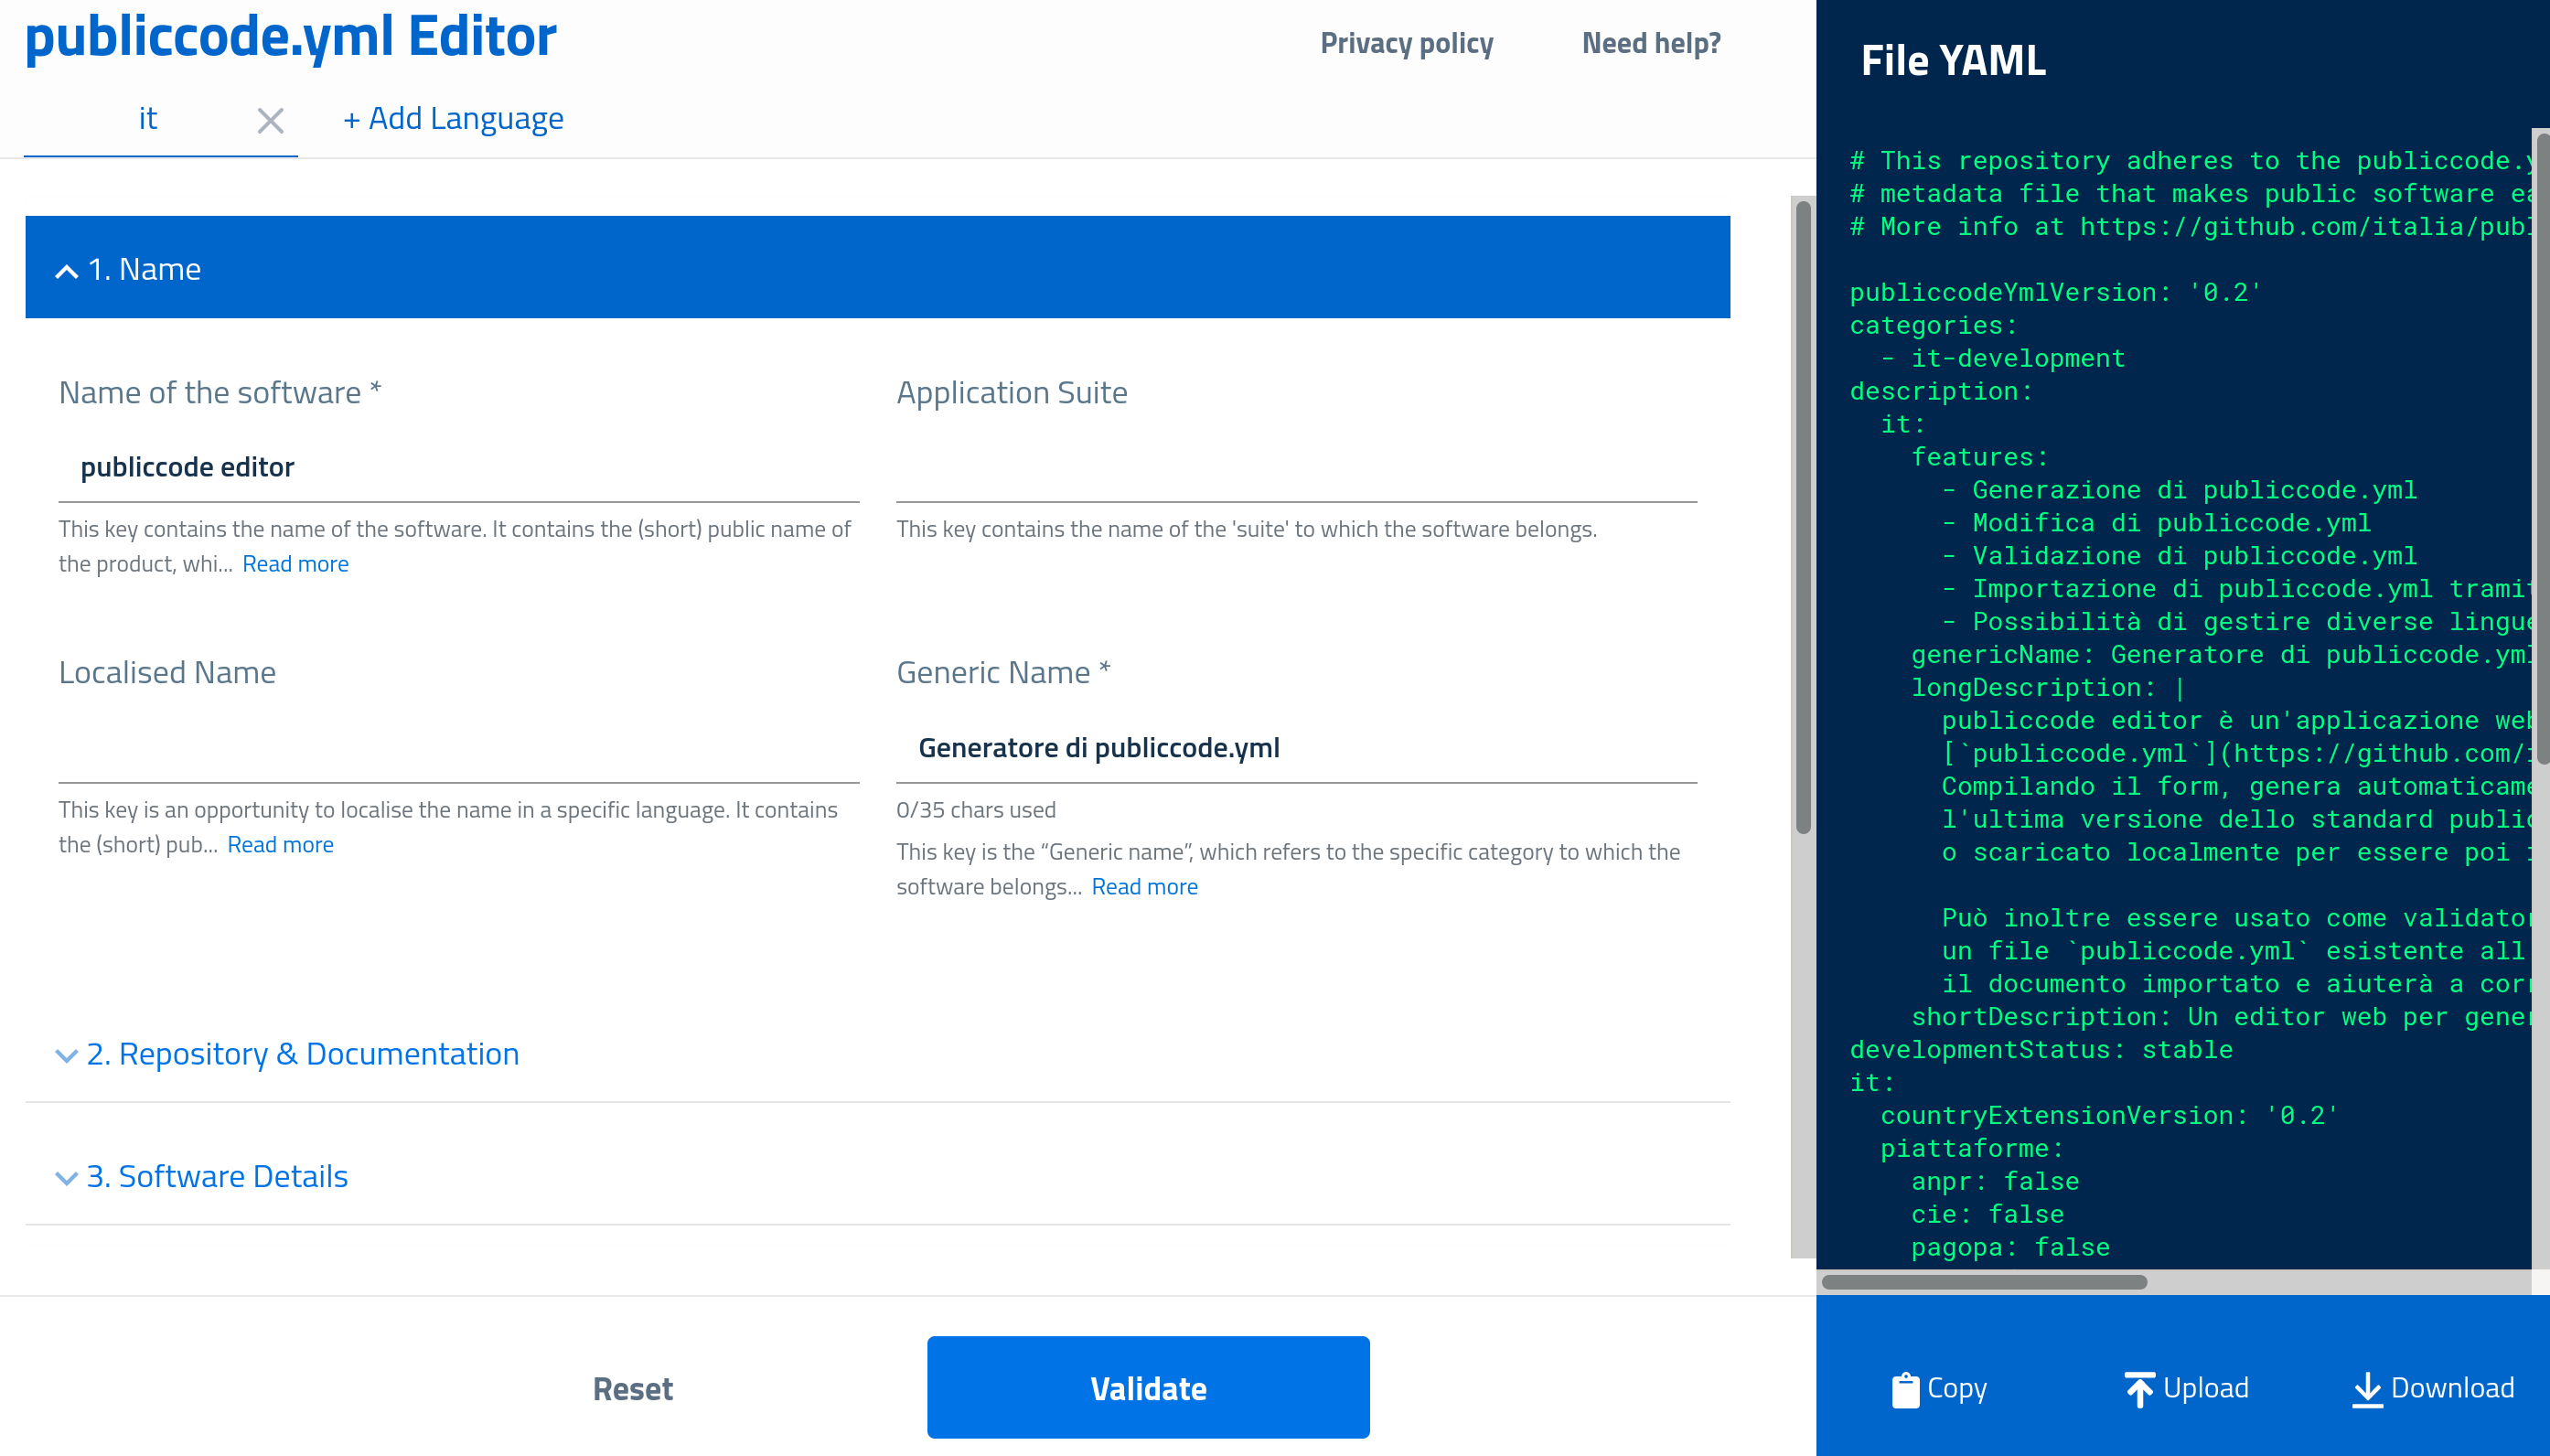 publiccode.yml Editor
Privacy policy
Need help?
it
+ Add Language
1. Name
Name of the software *
publiccode editor
This key contains the name of the software. It contains the (short) public name of
the product, whi... Read more
Application Suite
This key contains the name of the 'suite' to which the software belongs.
Localised Name
This key is an opportunity to localise the name in a specific language. It contains
the (short) pub... Read more
Generic Name *
Generatore di publiccode.yml
0/35 chars used
This key is the “Generic name”, which refers to the specific category to which the
software belongs... Read more
2. Repository & Documentation
3. Software Details
Reset
Validate
File YAML
# This repository adheres to the publiccode.
# metadata file that makes public software
# More info at https://github.com/italia/publ
publiccodeYmlVersion: '0.2'
categories:
- it-development
description:
it:
features:
- Generazione di publiccode.yml
- Modifica di publiccode.yml
- Validazione di publiccode.yml
- Importazione di publiccode.yml tramit
- Possibilità di gestire diverse lingue
genericName: Generatore di publiccode.yml
longDescription: |
publiccode editor è un'applicazione web
[`publiccode.yml`](https://github.com/
Compilando il form, genera automaticame
l'ultima versione dello standard public
o scaricato localmente per essere poi
Può inoltre essere usato come validator
un file `publiccode.yml` esistente all
il documento importato e aiuterà a corr
shortDescription: Un editor web per gener
developmentStatus: stable
it:
countryExtensionVersion: '0.2'
piattaforme:
anpr: false
cie: false
pagopa: false
Copy
Upload
Download